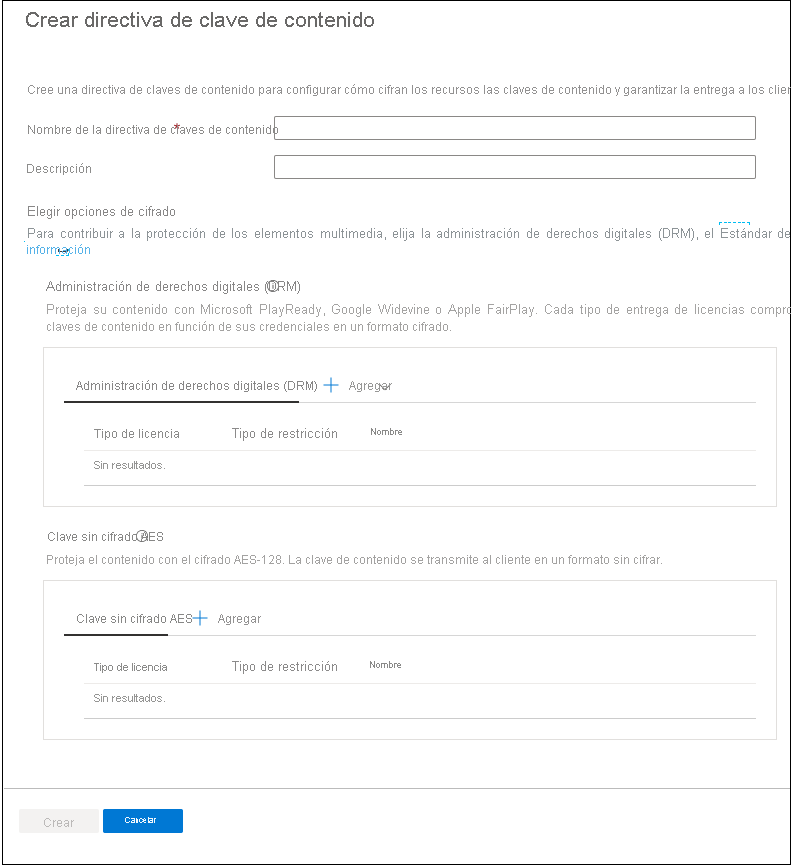 Crear directiva de clave de contenido
Cree una directiva de claves de contenido para configurar cómo cifran los recursos las claves de contenido y garantizar la entrega a los clie
Nombre de la directiva de claves de contenido
*
Descripción
Elegir opciones de cifrado
Para contribuir a la protección de los elementos multimedia, elija la administración de derechos digitales (DRM), el Estándar de
información
Administración de derechos digitales (DRM)
Proteja su contenido con Microsoft PlayReady, Google Widevine o Apple FairPlay. Cada tipo de entrega de licencias compro
claves de contenido en función de sus credenciales en un formato cifrado.
Administración de derechos digitales (DRM) Agregar
Tipo de licencia Tipo de restricción Nombre
Sin resultados.
Clave sin cifrado AES
Proteja el contenido con el cifrado AES-128. La clave de contenido se transmite al cliente en un formato sin cifrar.
Clave sin cifrado AES Agregar
Tipo de licencia Tipo de restricción Nombre
Sin resultados.
Crear Cancelar